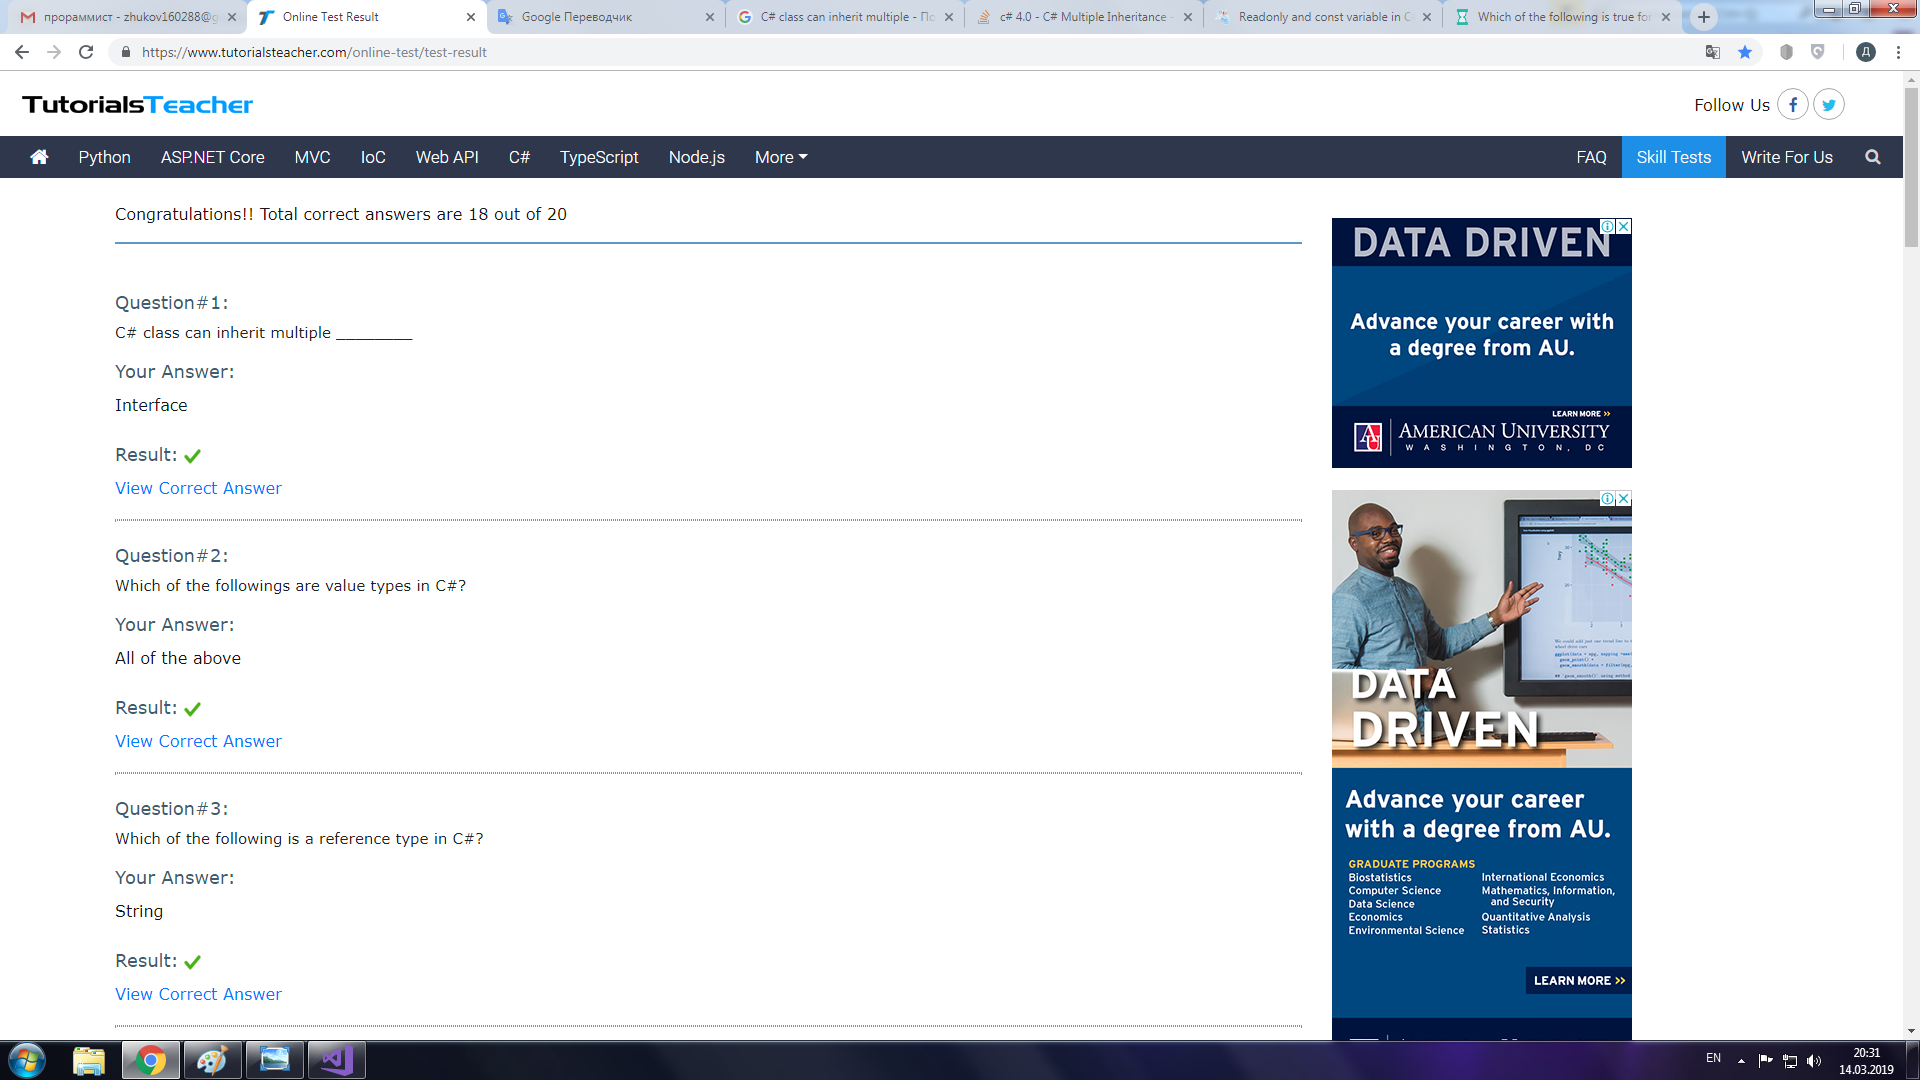 прораммист - zhukov160288@g
Online Test Result
Google Переводчик
C# class can inherit multiple - По
c# 4.0 - C# Multiple Inheritance -
Readonly and const variable in C
Which of the following is true for
https://www.tutorialsteacher.com/online-test/test-result
Д
TutorialsTeacher
Follow Us
Python
ASP.NET Core
MVC
IoC
Web API
C#
TypeScript
Node.js
More
FAQ
Skill Tests
Write For Us
Congratulations!! Total correct answers are 18 out of 20
Question#1:
C# class can inherit multiple ________
Your Answer:
Interface
Result:
View Correct Answer
Question#2:
Which of the followings are value types in C#?
Your Answer:
All of the above
Result:
View Correct Answer
Question#3:
Which of the following is a reference type in C#?
Your Answer:
String
Result:
View Correct Answer
DATA DRIVEN
Advance your career with
a degree from AU.
LEARN MORE >>
AU
AMERICAN UNIVERSITY
WASHINGTON, DC
DATA
DRIVEN
Advance your career
with a degree from AU.
GRADUATE PROGRAMS
Biostatistics
Computer Science
Data Science
Economics
Environmental Science
International Economics
Mathematics, Information,
and Security
Quantitative Analysis
Statistics
LEARN MORE >>
EN
20:31
14.03.2019